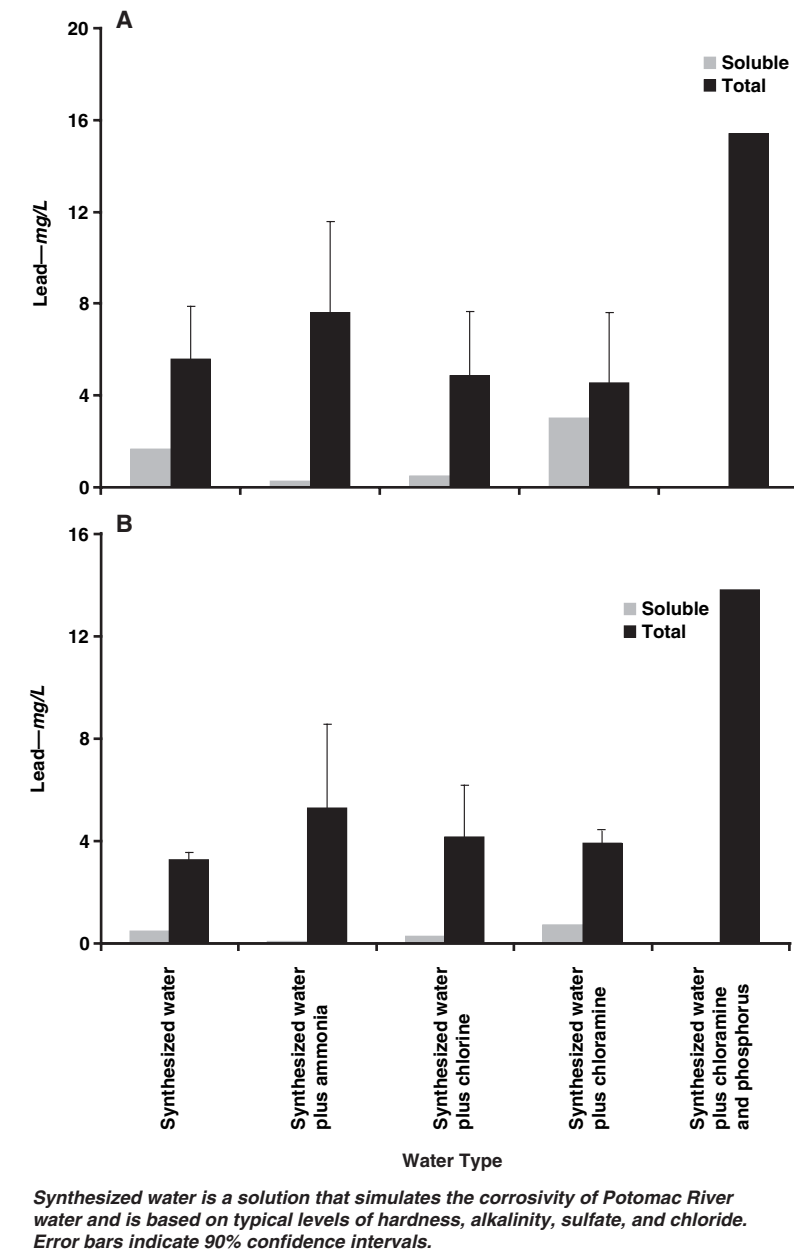 A
20
16
12
8
4
0
Lead—mg/L
Soluble
Total
B
16
12
8
4
0
Lead—mg/L
Soluble
Total
Synthesized water
Synthesized water
plus ammonia
Synthesized water
plus chlorine
Synthesized water
plus chloramine
Synthesized water
plus chloramine
and phosphorus
Water Type
Synthesized water is a solution that simulates the corrosivity of Potomac River
water and is based on typical levels of hardness, alkalinity, sulfate, and chloride.
Error bars indicate 90% confidence intervals.